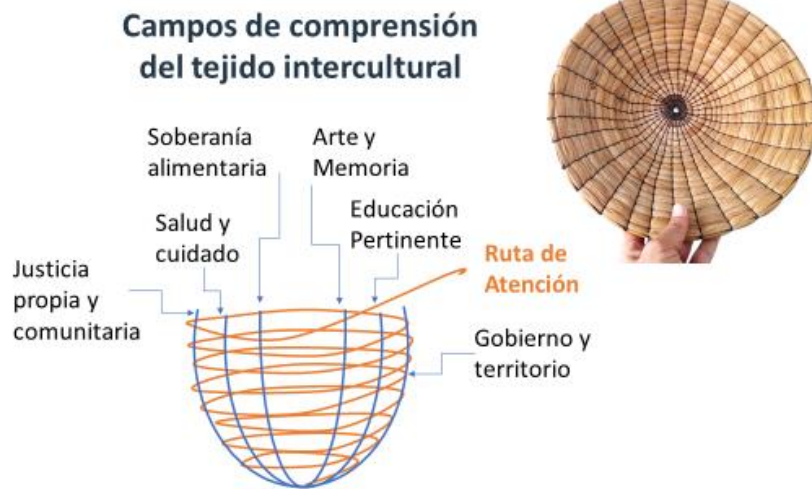 Campos de comprensión
del tejido intercultural
Soberanía
alimentaria
Arte y
Memoria
Salud y
cuidado
Educación
Pertinente
Justicia
propia y
comunitaria
Ruta de
Atención
Gobierno y
territorio